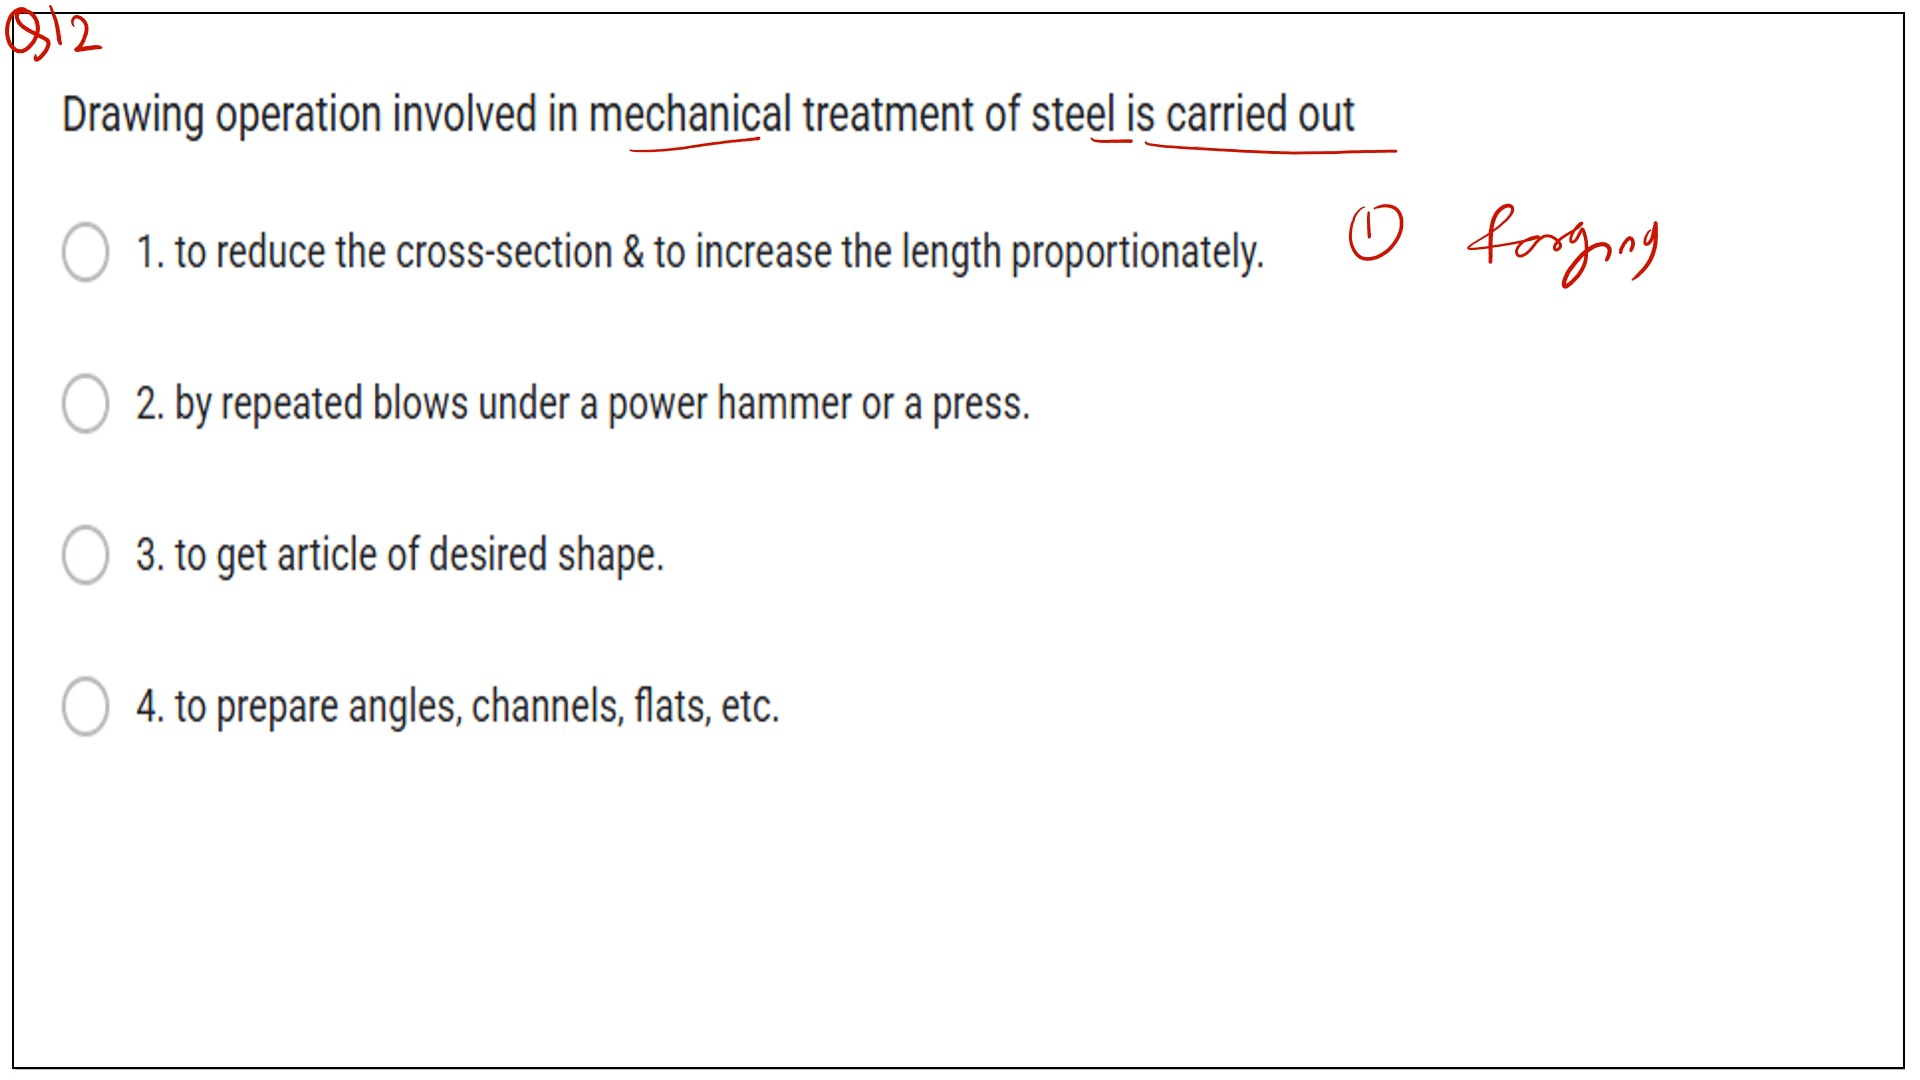 Q12
Drawing operation involved in mechanical treatment of steel is carried out
1. to reduce the cross-section & to increase the length proportionately.
① forging
2. by repeated blows under a power hammer or a press.
3. to get article of desired shape.
4. to prepare angles, channels, flats, etc.